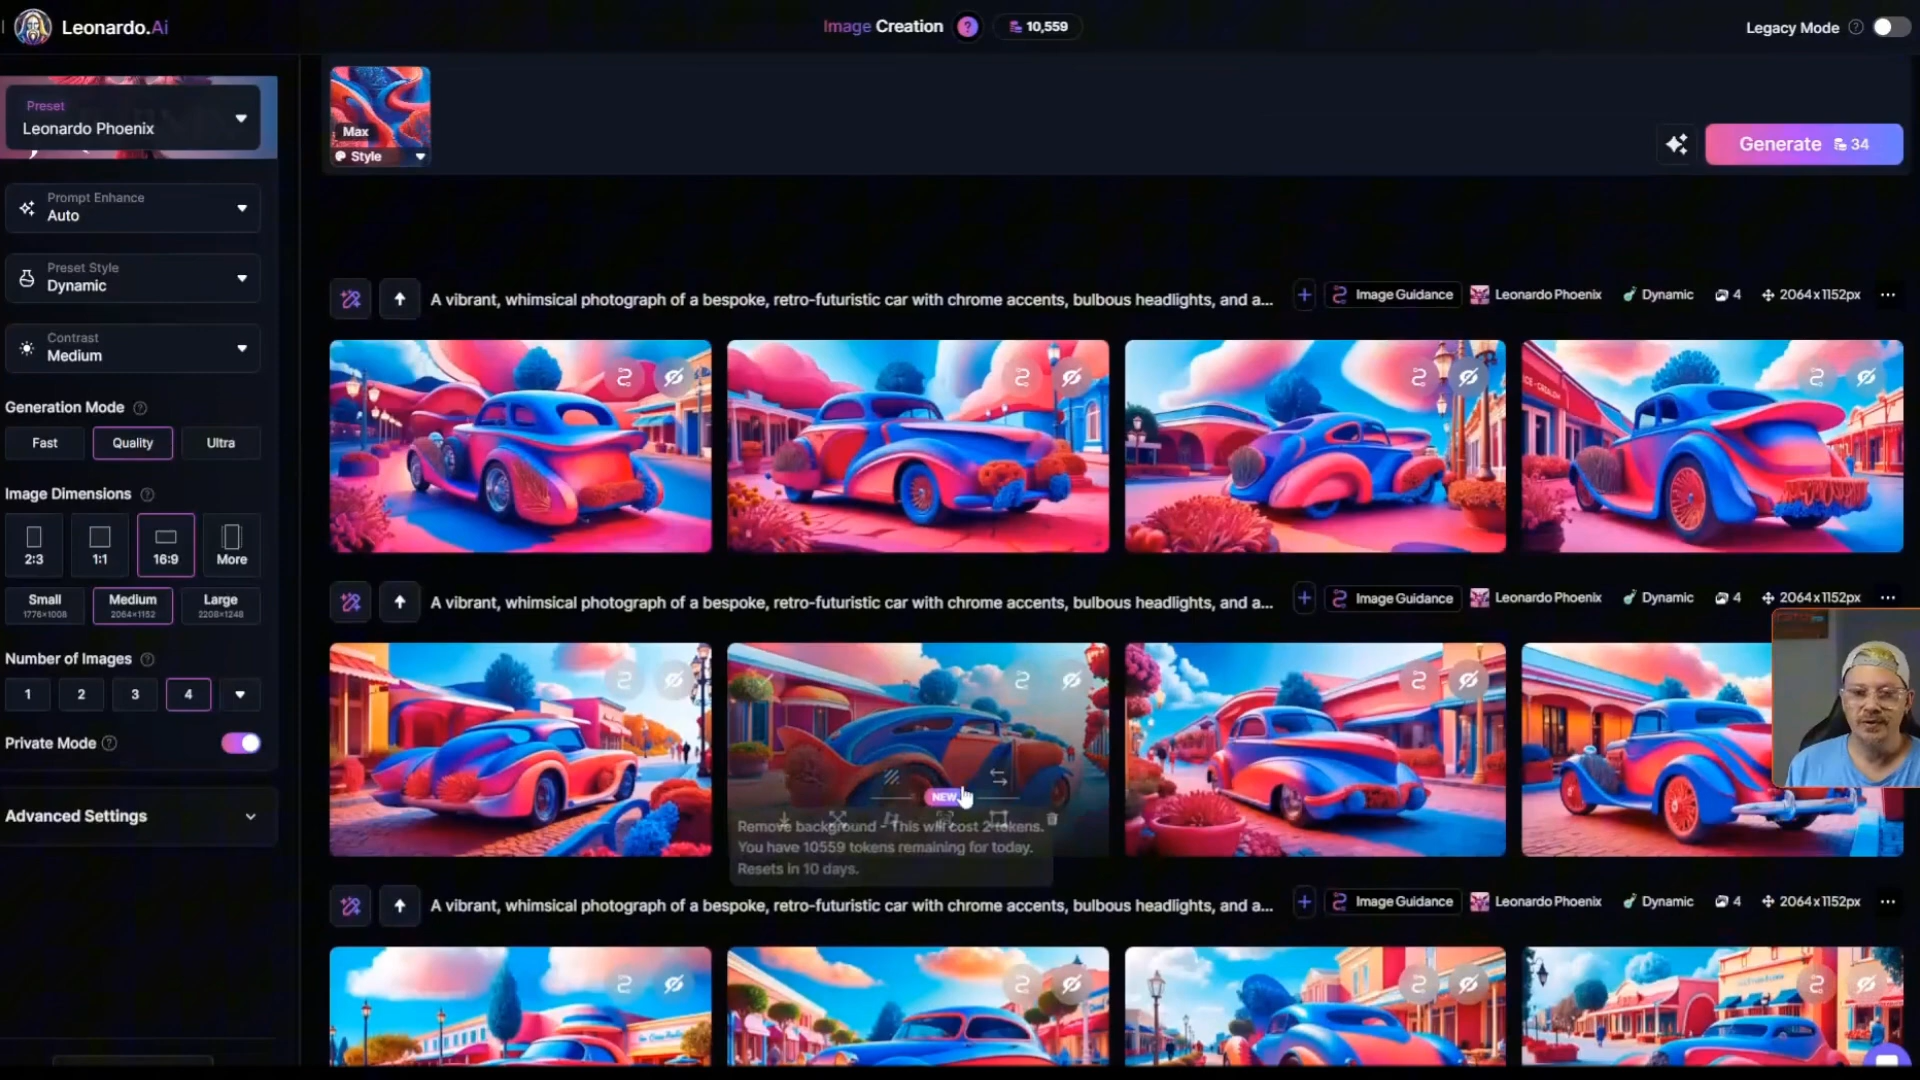 Leonardo.Ai
Image Creation
?
10,559
Legacy Mode ?
Preset
Leonardo Phoenix
Max
Style
Generate 34
Prompt Enhance
Auto
Preset Style
Dynamic
Contrast
Medium
Generation Mode ?
Fast
Quality
Ultra
Image Dimensions ?
2:3
1:1
16:9
More
Small
1776×1008
Medium
2064×1152
Large
2208×1248
Number of Images ?
1
2
3
4
Private Mode ?
Advanced Settings
A vibrant, whimsical photograph of a bespoke, retro-futuristic car with chrome accents, bulbous headlights, and a...
Image Guidance
Leonardo Phoenix
Dynamic
4
2064x1152px
A vibrant, whimsical photograph of a bespoke, retro-futuristic car with chrome accents, bulbous headlights, and a...
Image Guidance
Leonardo Phoenix
Dynamic
4
2064x1152px
NEW
Remove background - This will cost 2 tokens.
You have 10559 tokens remaining for today.
Resets in 10 days.
A vibrant, whimsical photograph of a bespoke, retro-futuristic car with chrome accents, bulbous headlights, and a...
Image Guidance
Leonardo Phoenix
Dynamic
4
2064x1152px